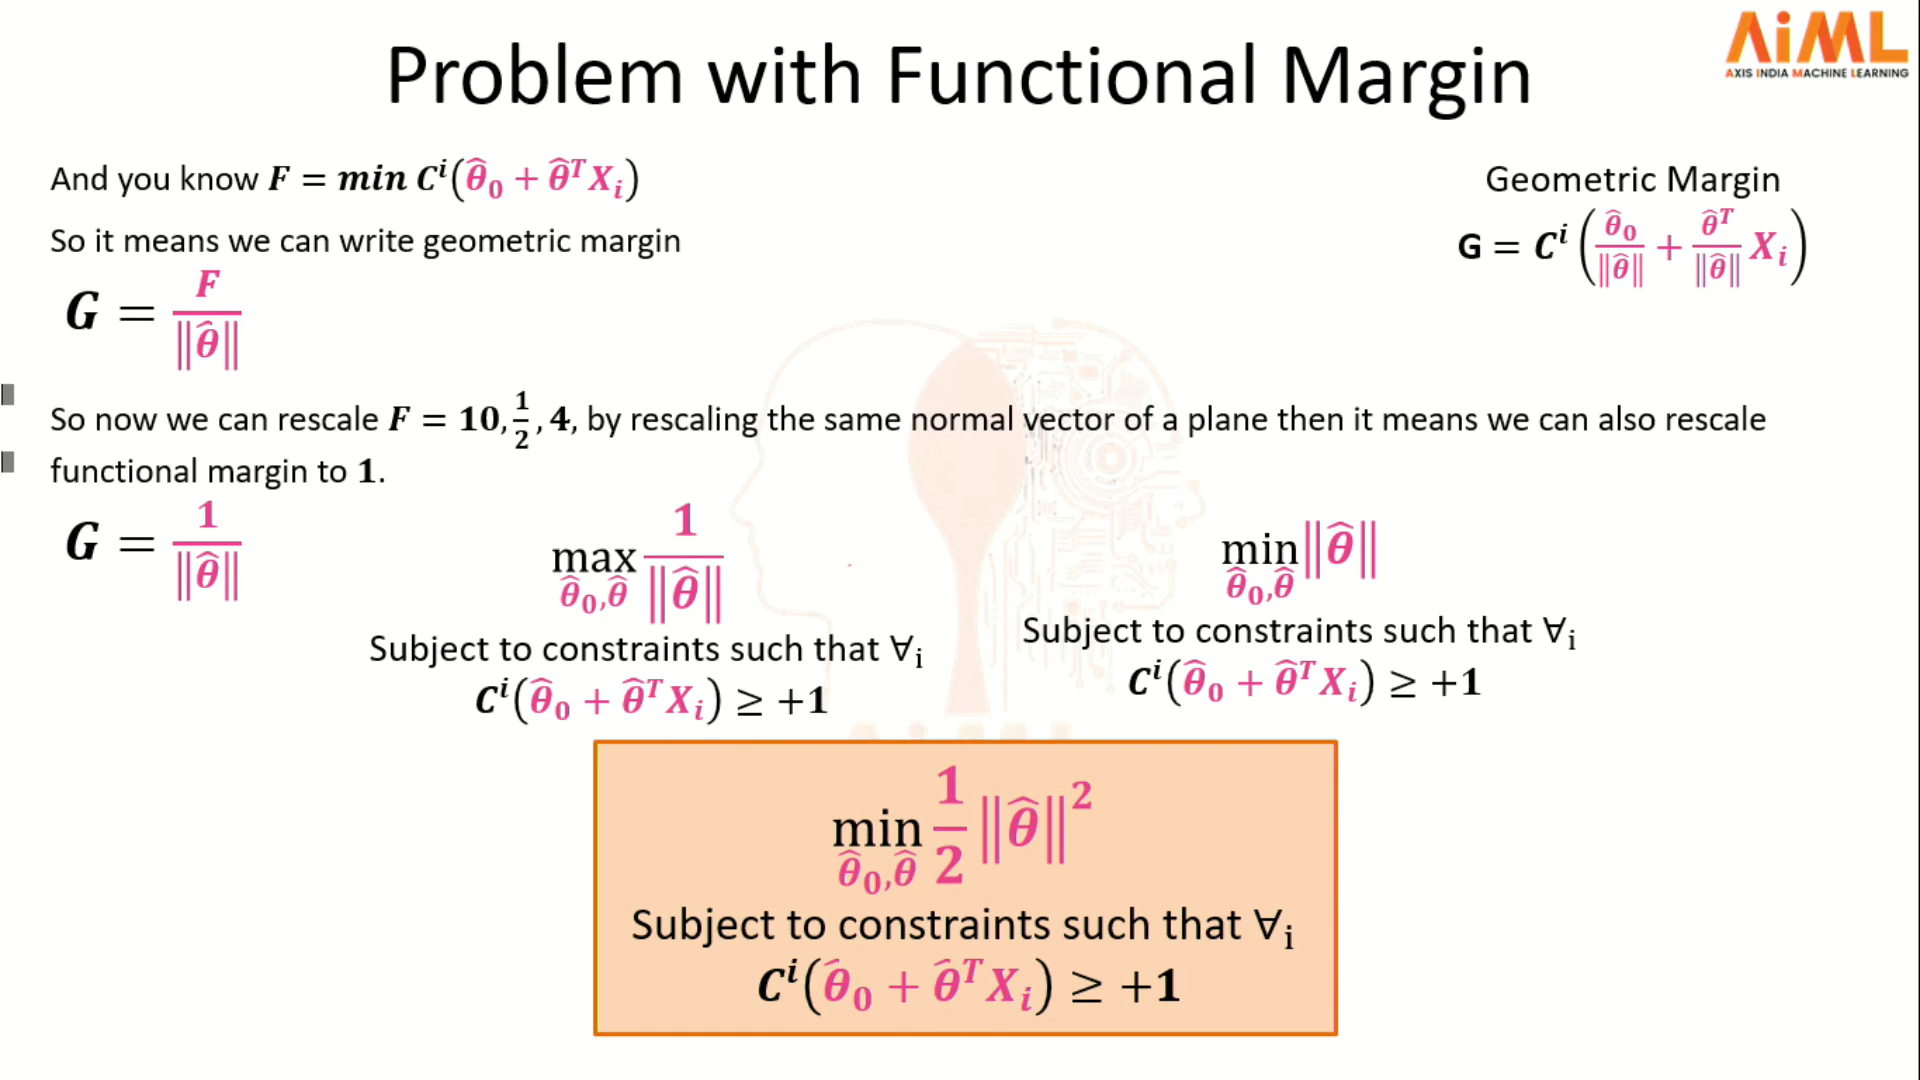 Problem with Functional Margin
AiML
AXIS INDIA MACHINE LEARNING
And you know F = min Cⁱ(θ̂₀ + θ̂ᵀXᵢ)
So it means we can write geometric margin
G = F / ‖θ̂‖
Geometric Margin
G = Cⁱ(θ̂₀/‖θ̂‖ + θ̂ᵀ/‖θ̂‖ Xᵢ)
So now we can rescale F = 10, 1/2, 4, by rescaling the same normal vector of a plane then it means we can also rescale
functional margin to 1.
G = 1 / ‖θ̂‖
max θ̂₀,θ̂ 1 / ‖θ̂‖
Subject to constraints such that ∀ᵢ
Cⁱ(θ̂₀ + θ̂ᵀXᵢ) ≥ +1
min θ̂₀,θ̂ ‖θ̂‖
Subject to constraints such that ∀ᵢ
Cⁱ(θ̂₀ + θ̂ᵀXᵢ) ≥ +1
min θ̂₀,θ̂ 1/2 ‖θ̂‖²
Subject to constraints such that ∀ᵢ
Cⁱ(θ̂₀ + θ̂ᵀXᵢ) ≥ +1